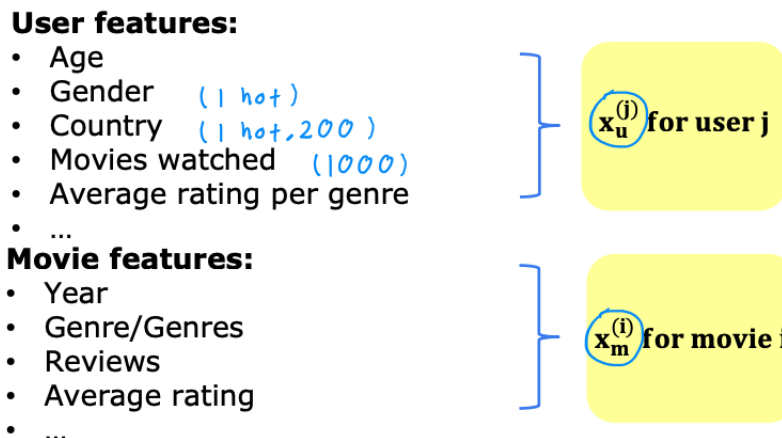 User features:
• Age
• Gender (1 hot)
• Country (1 hot, 200)
• Movies watched (1000)
• Average rating per genre
• ...
x_u^(j) for user j
Movie features:
• Year
• Genre/Genres
• Reviews
• Average rating
• ...
x_m^(i) for movie i